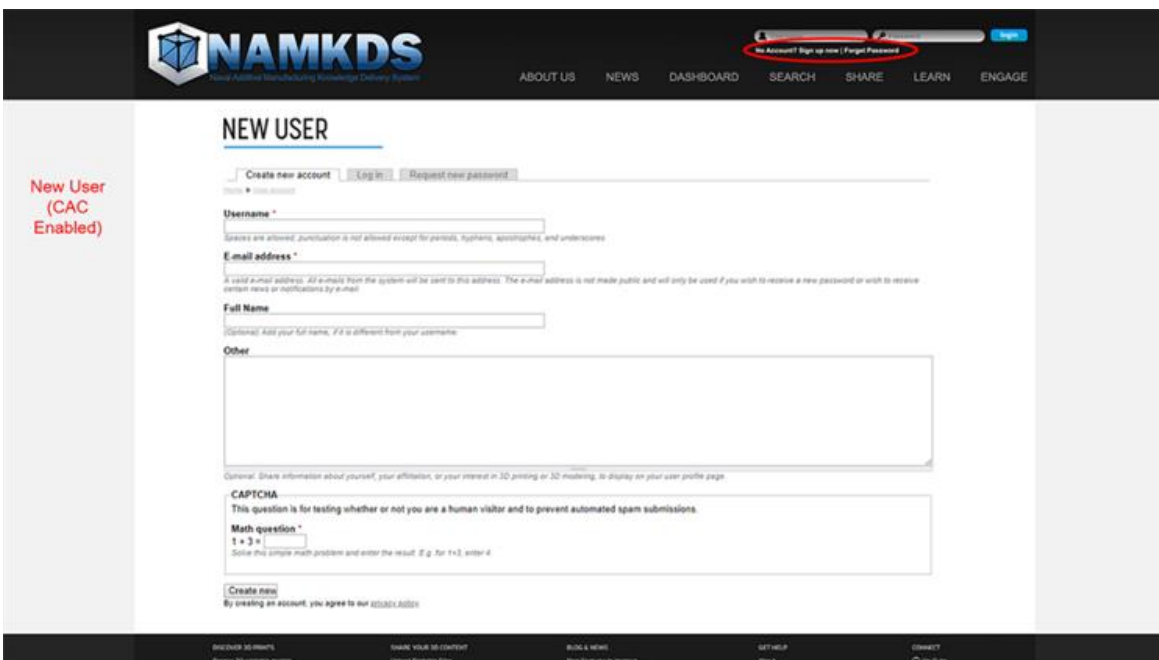 NAMKDS
Naval Additive Manufacturing Knowledge Delivery System
login
No Account? Sign up now | Forgot Password
ABOUT US NEWS DASHBOARD SEARCH SHARE LEARN ENGAGE
NEW USER
New User
(CAC
Enabled)
Create new account Log in Request new password
Home
Username *
Spaces are allowed; punctuation is not allowed except for periods, hyphens, apostrophes, and underscores.
E-mail address *
A valid e-mail address. All e-mails from the system will be sent to this address. The e-mail address is not made public and will only be used if you wish to receive a new password or wish to receive
certain news or notifications by e-mail.
Full Name
(Optional) Add your full name, if it is different from your username.
Other
Optional. Share information about yourself, your affiliation, or your interest in 3D printing or 3D modeling, to display on your user profile page.
CAPTCHA
This question is for testing whether or not you are a human visitor and to prevent automated spam submissions.
Math question *
1 + 3 =
Solve this simple math problem and enter the result. E.g. for 1+3, enter 4.
Create new
By creating an account, you agree to our privacy policy.
DISCOVER 3D PRINTS SHARE YOUR 3D CONTENT BLOG & NEWS GET HELP CONNECT